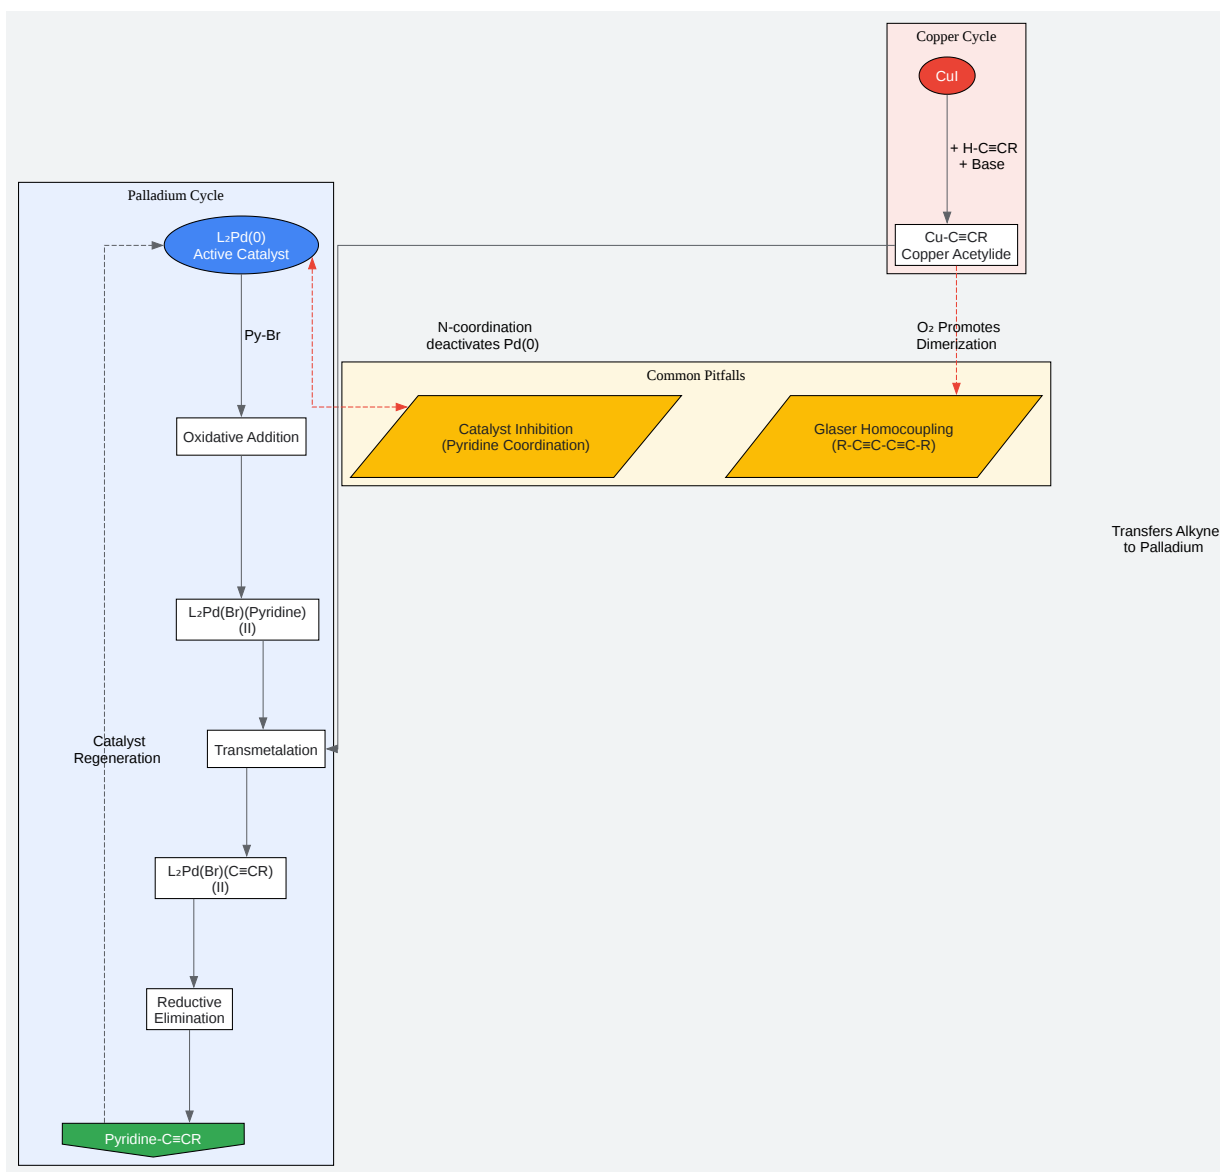 Copper Cycle
CuI
+ H-C≡CR
+ Base
Cu-C≡CR
Copper Acetylide
Palladium Cycle
L₂Pd(0)
Active Catalyst
Py-Br
N-coordination
deactivates Pd(0)
O₂ Promotes
Dimerization
Common Pitfalls
Catalyst Inhibition
(Pyridine Coordination)
Glaser Homocoupling
(R-C≡C-C≡C-R)
Oxidative Addition
Transfers Alkyne
to Palladium
L₂Pd(Br)(Pyridine)
(II)
Transmetalation
Catalyst
Regeneration
L₂Pd(Br)(C≡CR)
(II)
Reductive
Elimination
Pyridine-C≡CR